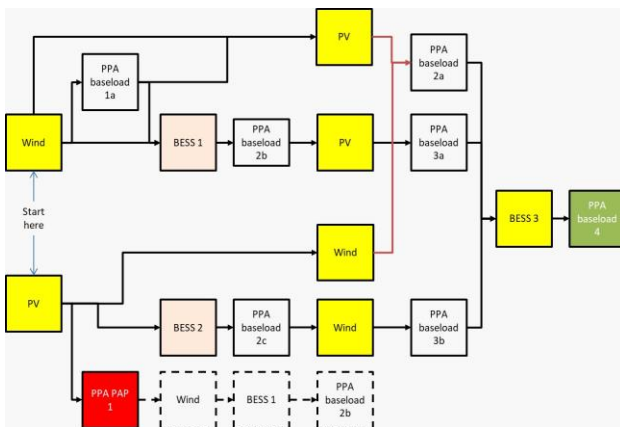 PV
PPA
baseload
2a
PPA
baseload
1a
Wind
BESS 1
PPA
baseload
2b
PV
PPA
baseload
3a
Start
here
BESS 3
PPA
baseload
4
Wind
PV
BESS 2
PPA
baseload
2c
Wind
PPA
baseload
3b
PPA PAP
1
Wind
BESS 1
PPA
baseload
2b